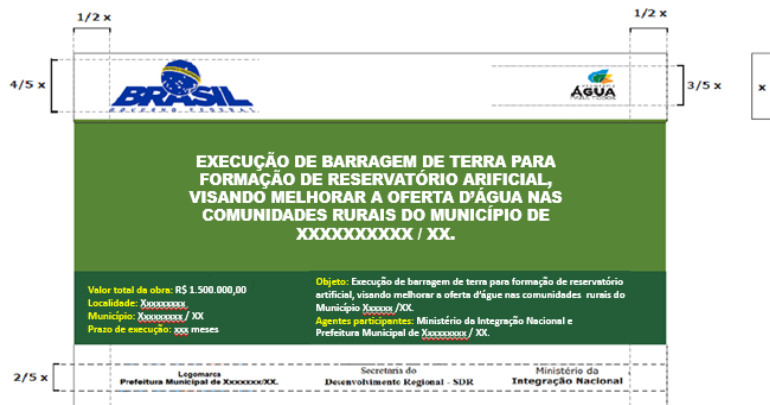 1/2 x
1/2 x
4/5 x
BRASIL
GOVERNO FEDERAL
ÁGUA
3/5 x
x
EXECUÇÃO DE BARRAGEM DE TERRA PARA
FORMAÇÃO DE RESERVATÓRIO ARIFICIAL,
VISANDO MELHORAR A OFERTA D'ÁGUA NAS
COMUNIDADES RURAIS DO MUNICÍPIO DE
XXXXXXXXXX / XX.
Valor total da obra: R$ 1.500.000,00
Localidade: Xxxxxxxxx
Município: Xxxxxxxxx / XX
Prazo de execução: xxx meses
Objeto: Execução de barragem de terra para formação de reservatório
artificial, visando melhorar a oferta d'água nas comunidades rurais do
Município Xxxxxx /XX.
Agentes participantes: Ministério da Integração Nacional e
Prefeitura Municipal de Xxxxxxxxx / XX.
2/5 x
Logomarca
Prefeitura Municipal de Xxxxxxx/XX.
Secretaria do
Desenvolvimento Regional - SDR
Ministério da
Integração Nacional